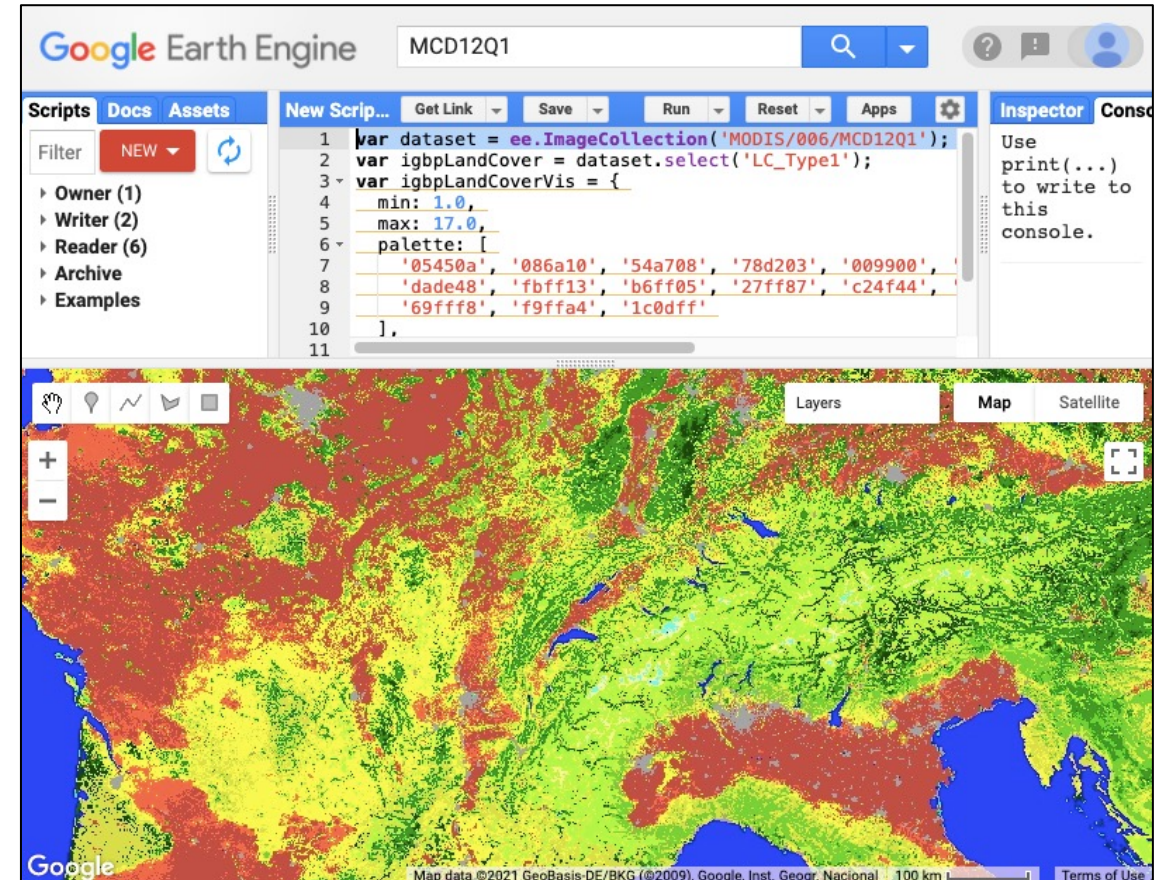 Google Earth Engine
MCD12Q1
Scripts Docs Assets
Filter
NEW
Owner (1)
Writer (2)
Reader (6)
Archive
Examples
New Scrip...
Get Link
Save
Run
Reset
Apps
1 var dataset = ee.ImageCollection('MODIS/006/MCD12Q1');
2 var igbpLandCover = dataset.select('LC_Type1');
3 var igbpLandCoverVis = {
4 min: 1.0,
5 max: 17.0,
6 palette: [
7 '05450a', '086a10', '54a708', '78d203', '009900', '
8 'dade48', 'fbff13', 'b6ff05', '27ff87', 'c24f44', '
9 '69fff8', 'f9ffa4', '1c0dff'
10 ],
11
Inspector Conso
Use
print(...)
to write to
this
console.
Layers
Map
Satellite
+
−
Google
Map data ©2021 GeoBasis-DE/BKG (©2009), Google, Inst. Geogr. Nacional
100 km
Terms of Use